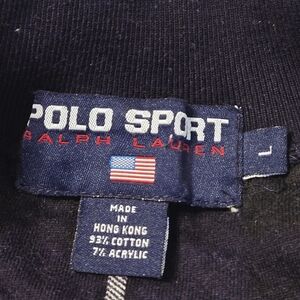 POLO SPORT
RALPH LAUREN
L
MADE
IN
HONG KONG
93% COTTON
7% ACRYLIC